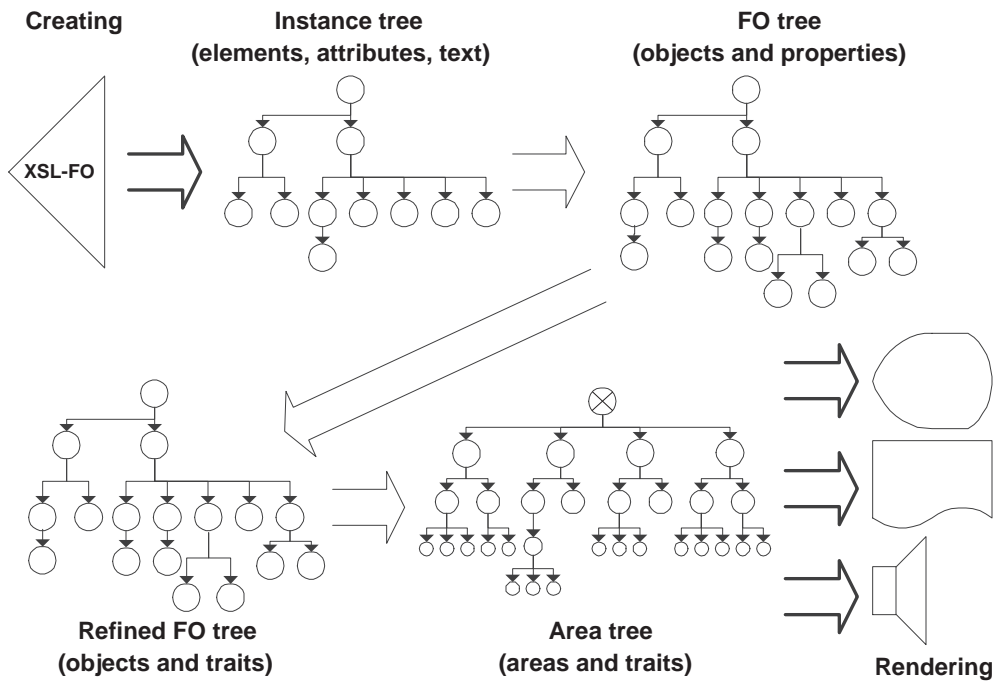 Creating
Instance tree
(elements, attributes, text)
FO tree
(objects and properties)
XSL-FO
Refined FO tree
(objects and traits)
Area tree
(areas and traits)
Rendering